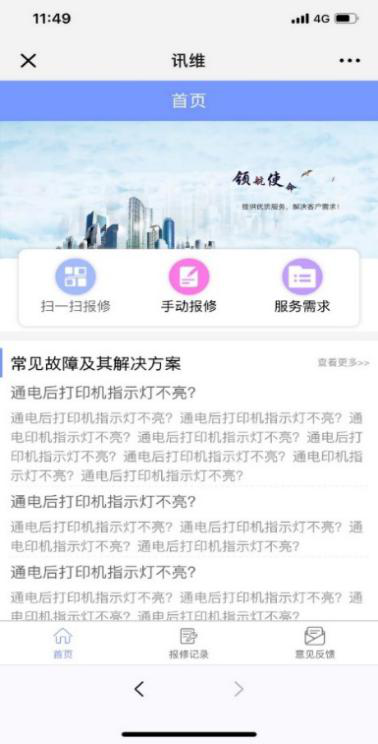 11:49
4G
讯维
首页
领航使命
提供优质服务，解决客户需求！
扫一扫报修
手动报修
服务需求
常见故障及其解决方案
查看更多>>
通电后打印机指示灯不亮？
通电后打印机指示灯不亮？通电后打印机指示灯不亮？通
电印机指示灯不亮？通电后打印机指示灯不亮？通电后打
印机指示灯不亮？通电后打印机指示灯不亮？通电印机指
示灯不亮？通电后打印机指示灯不亮？
通电后打印机指示灯不亮？
通电后打印机指示灯不亮？通电后打印机指示灯不亮？通
电印机指示灯不亮？通电后打印机指示灯不亮？
通电后打印机指示灯不亮？
通电后打印机指示灯不亮？通电后打印机指示灯不亮？通
电印机指示灯不亮？通电后打印机指示灯不亮？
首页
报修记录
意见反馈